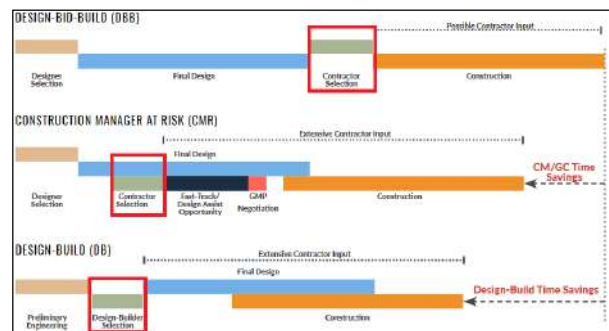 DESIGN-BID-BUILD (DBB)
Possible Contractor Input
Designer
Selection
Final Design
Contractor
Selection
Construction
CONSTRUCTION MANAGER AT RISK (CMR)
Extensive Contractor Input
Final Design
CM/GC Time
Savings
Designer
Selection
Contractor
Selection
Fast-Track/
Design Assist
Opportunity
GMP
Negotiation
Construction
DESIGN-BUILD (DB)
Extensive Contractor Input
Final Design
Design-Build Time Savings
Preliminary
Engineering
Design-Builder
Selection
Construction